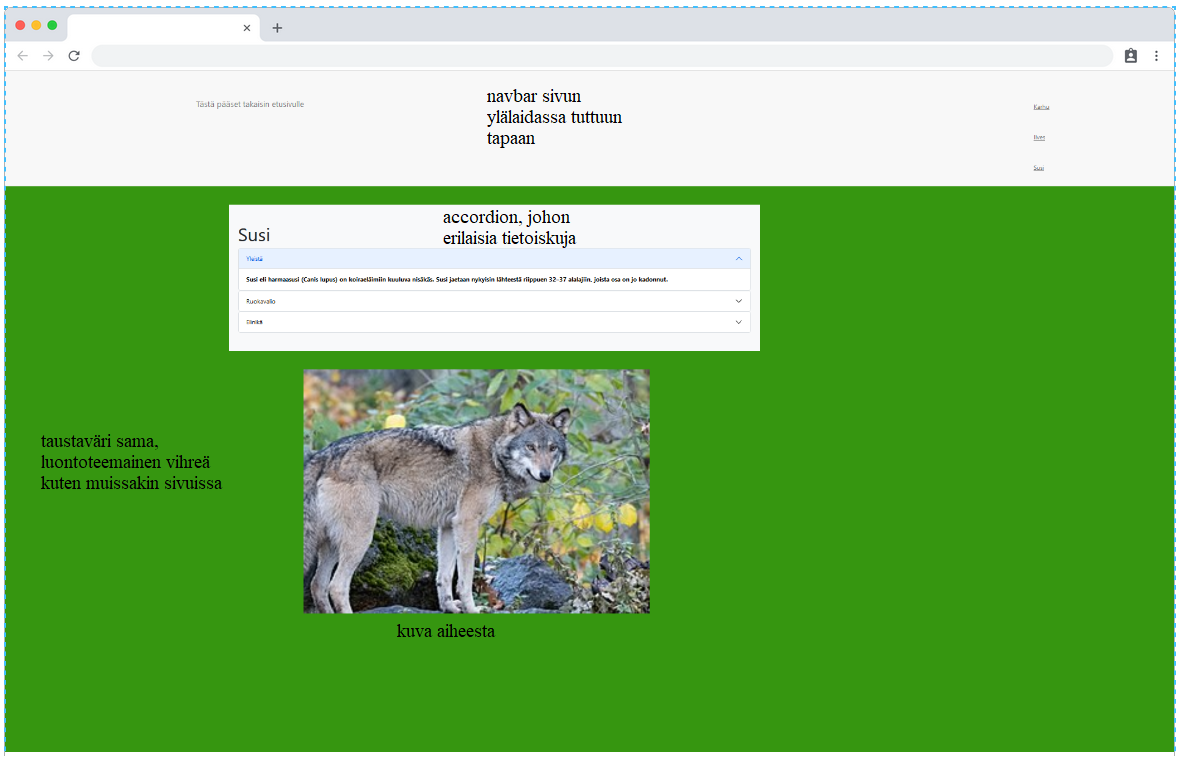 Tästä pääset takaisin etusivulle
navbar sivun
ylälaidassa tuttuun
tapaan
Karhu
Ilves
Susi
accordion, johon
erilaisia tietoiskuja
Susi
Yleistä
Susi eli harmaasusi (Canis lupus) on koiraeläimiin kuuluva nisäkäs. Susi jaetaan nykyisin lähteestä riippuen 32–37 alalajiin, joista osa on jo kadonnut.
Ruokavalio
Elinikä
taustaväri sama,
luontoteemainen vihreä
kuten muissakin sivuissa
kuva aiheesta